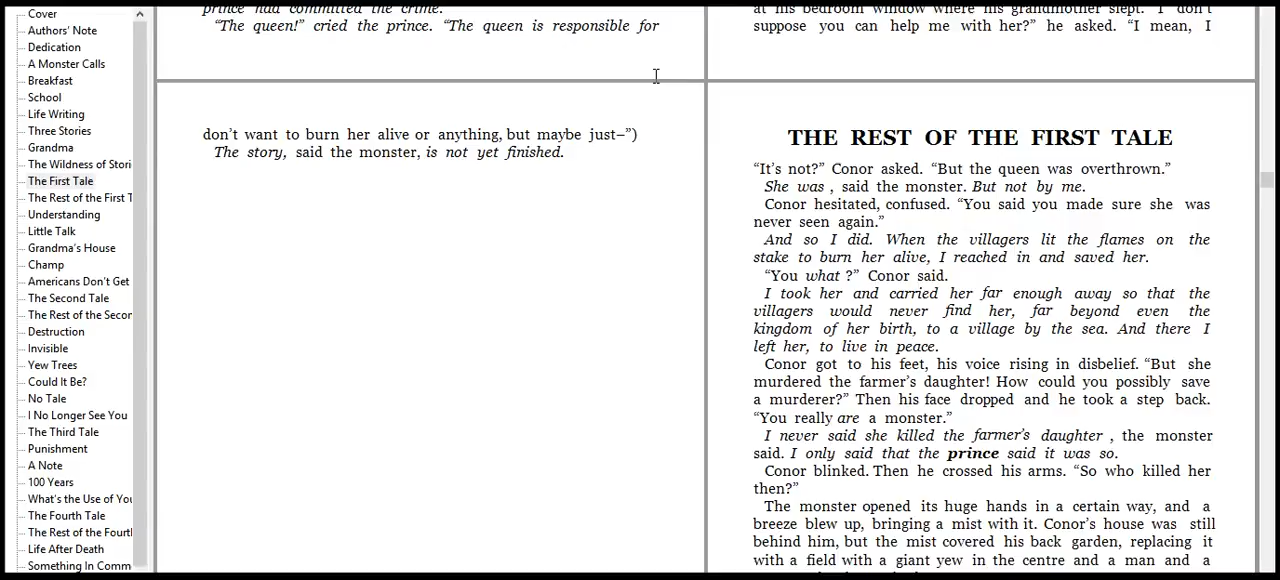 Cover
Authors' Note
Dedication
A Monster Calls
Breakfast
School
Life Writing
Three Stories
Grandma
The Wildness of Stori
The First Tale
The Rest of the First T
Understanding
Little Talk
Grandma's House
Champ
Americans Don't Get
The Second Tale
The Rest of the Secor
Destruction
Invisible
Yew Trees
Could It Be?
No Tale
I No Longer See You
The Third Tale
Punishment
A Note
100 Years
What's the Use of You
The Fourth Tale
The Rest of the Fourtl
Life After Death
Something In Comm
prince had committed the crime.
“The queen!” cried the prince. “The queen is responsible for
don't want to burn her alive or anything, but maybe just–”)
The story, said the monster, is not yet finished.
at his bedroom window where his grandmother slept. “I don't
suppose you can help me with her?” he asked. “I mean, I
THE REST OF THE FIRST TALE
“It's not?” Conor asked. “But the queen was overthrown.”
She was , said the monster. But not by me.
Conor hesitated, confused. “You said you made sure she was
never seen again.”
And so I did. When the villagers lit the flames on the
stake to burn her alive, I reached in and saved her.
“You what ?” Conor said.
I took her and carried her far enough away so that the
villagers would never find her, far beyond even the
kingdom of her birth, to a village by the sea. And there I
left her, to live in peace.
Conor got to his feet, his voice rising in disbelief. “But she
murdered the farmer's daughter! How could you possibly save
a murderer?” Then his face dropped and he took a step back.
“You really are a monster.”
I never said she killed the farmer's daughter , the monster
said. I only said that the prince said it was so.
Conor blinked. Then he crossed his arms. “So who killed her
then?”
The monster opened its huge hands in a certain way, and a
breeze blew up, bringing a mist with it. Conor's house was still
behind him, but the mist covered his back garden, replacing it
with a field with a giant yew in the centre and a man and a